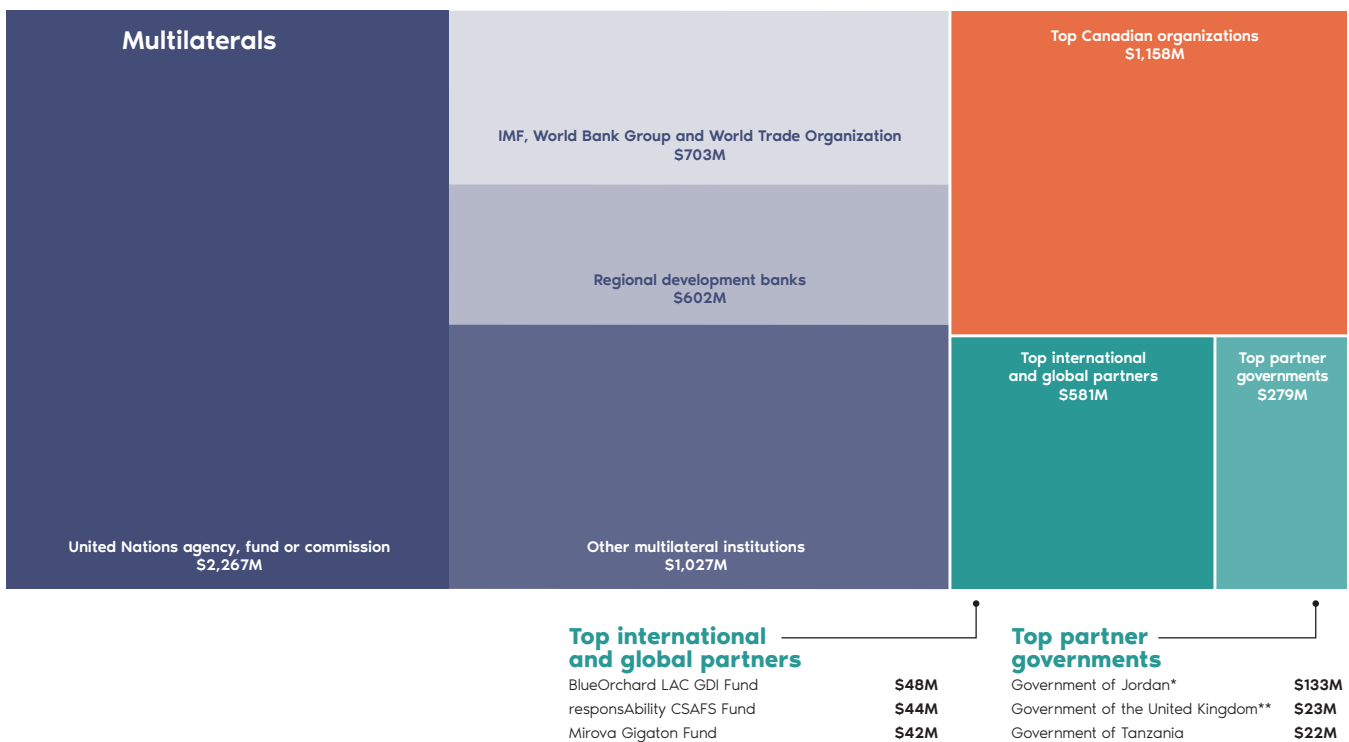 Multilaterals
United Nations agency, fund or commission
$2,267M
IMF, World Bank Group and World Trade Organization
$703M
Regional development banks
$602M
Other multilateral institutions
$1,027M
Top Canadian organizations
$1,158M
Top international
and global partners
$581M
Top partner
governments
$279M
Top international
and global partners
BlueOrchard LAC GDI Fund $48M
responsAbility CSAFS Fund $44M
Mirova Gigaton Fund $42M
Top partner
governments
Government of Jordan* $133M
Government of the United Kingdom** $23M
Government of Tanzania $22M